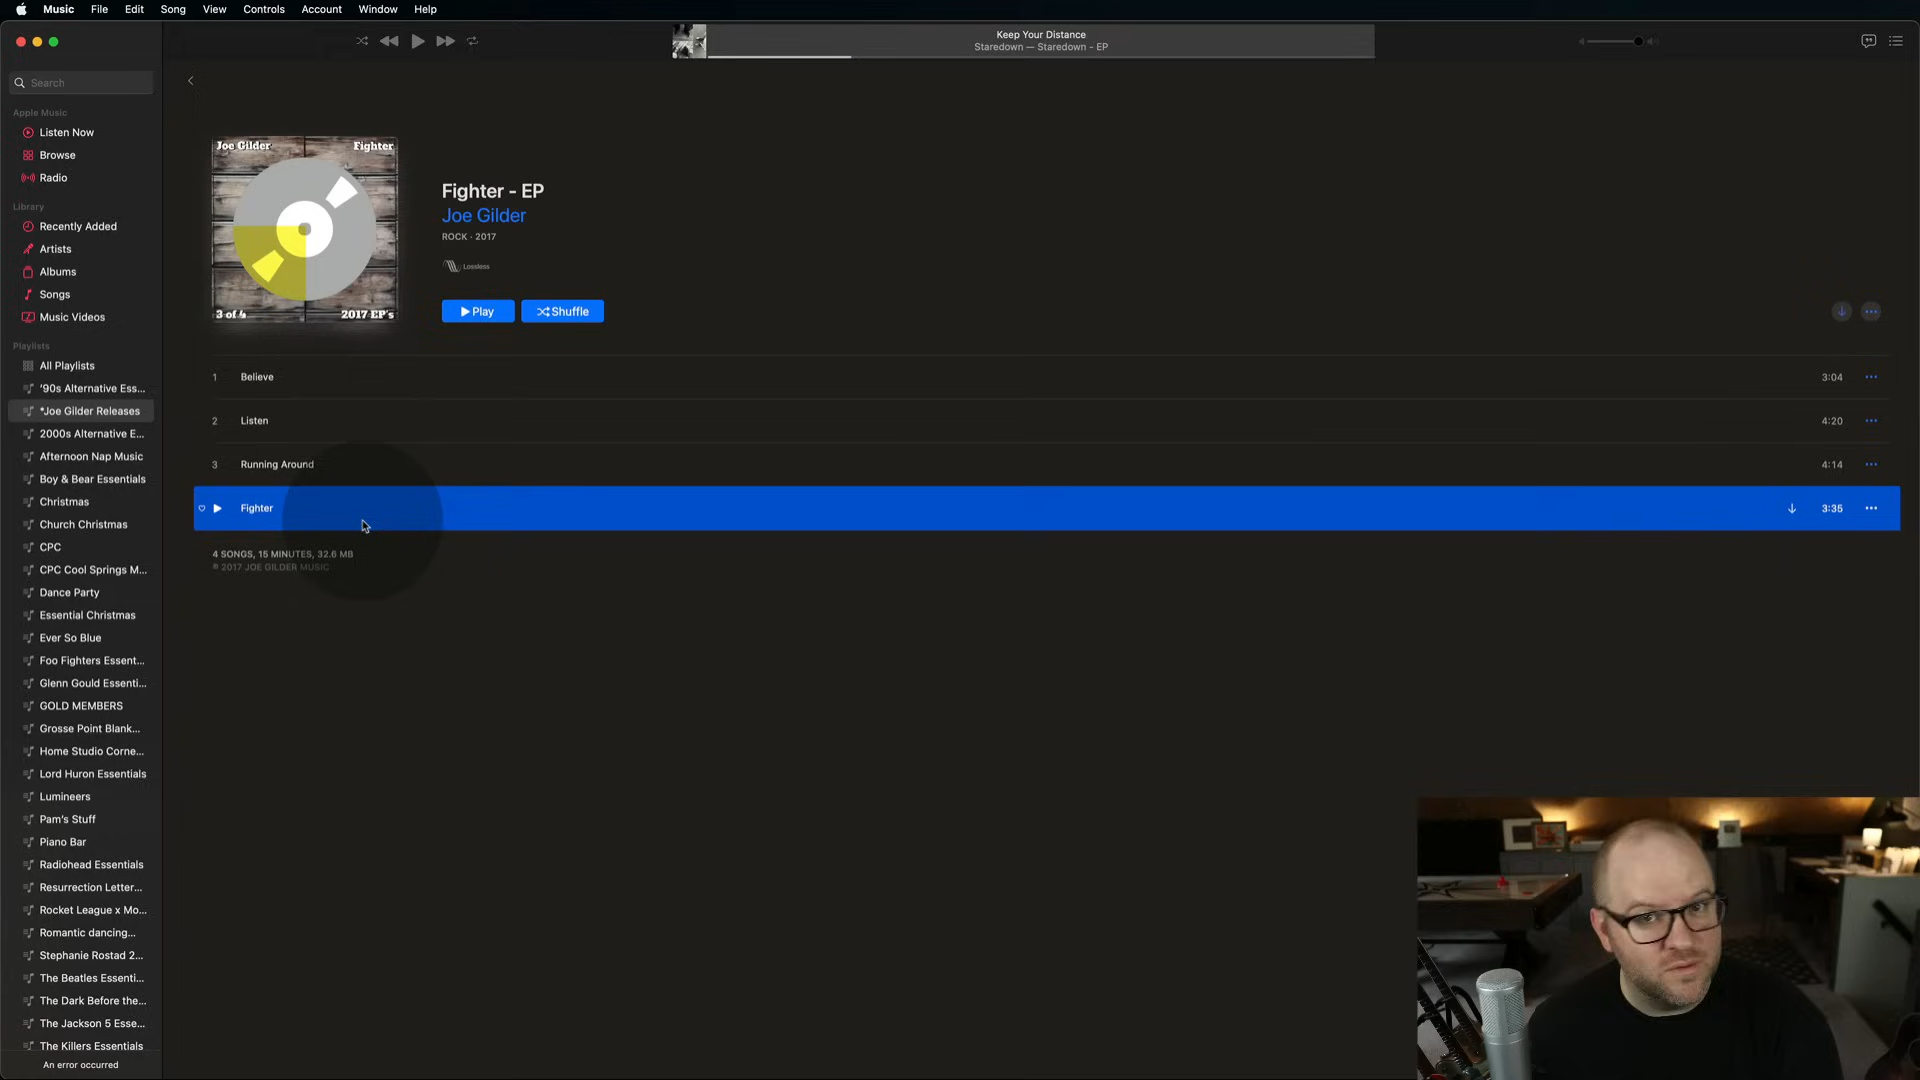 Music File Edit Song View Controls Account Window Help
Keep Your Distance
Staredown — Staredown - EP
Search
Apple Music
Listen Now
Browse
Radio
Library
Recently Added
Artists
Albums
Songs
Music Videos
Playlists
All Playlists
'90s Alternative Ess...
*Joe Gilder Releases
2000s Alternative E...
Afternoon Nap Music
Boy & Bear Essentials
Christmas
Church Christmas
CPC
CPC Cool Springs M...
Dance Party
Essential Christmas
Ever So Blue
Foo Fighters Essent...
Glenn Gould Essenti...
GOLD MEMBERS
Grosse Point Blank...
Home Studio Corne...
Lord Huron Essentials
Lumineers
Pam's Stuff
Piano Bar
Radiohead Essentials
Resurrection Letter...
Rocket League x Mo...
Romantic dancing...
Stephanie Rostad 2...
The Beatles Essenti...
The Dark Before the...
The Jackson 5 Esse...
The Killers Essentials
An error occurred
Joe Gilder Fighter
3 of 4 2017 EP's
Fighter - EP
Joe Gilder
ROCK · 2017
Lossless
Play Shuffle
1 Believe 3:04
2 Listen 4:20
3 Running Around 4:14
Fighter 3:35
4 SONGS, 15 MINUTES, 32.6 MB
℗ 2017 JOE GILDER MUSIC